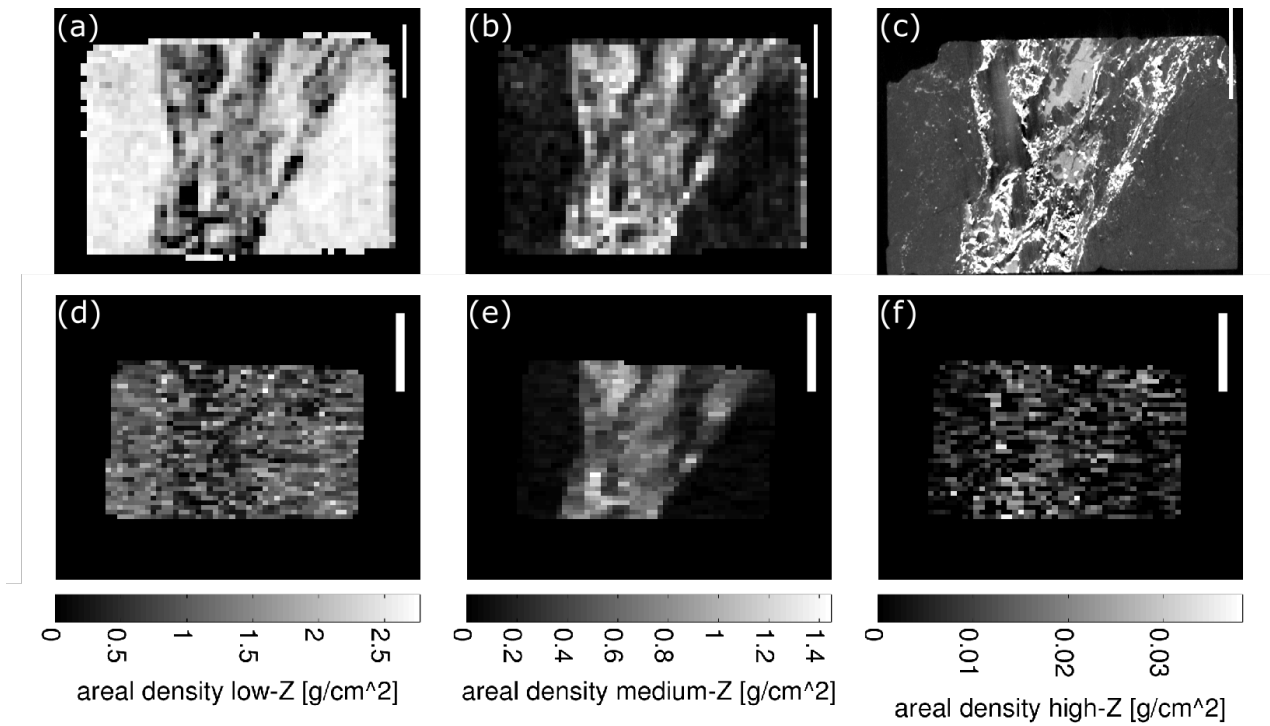 (a) (b) (c)
(d) (e) (f)
0 0.5 1 1.5 2 2.5
areal density low-Z [g/cm^2]
0 0.2 0.4 0.6 0.8 1 1.2 1.4
areal density medium-Z [g/cm^2]
0 0.01 0.02 0.03
areal density high-Z [g/cm^2]